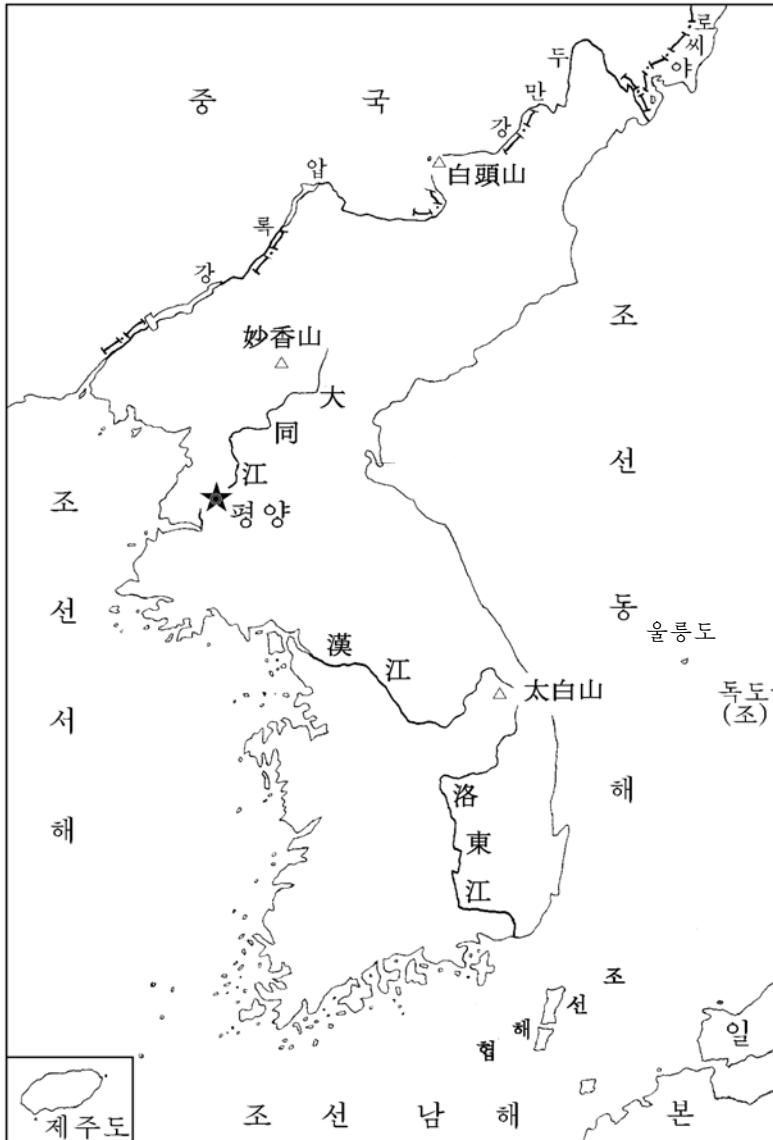 로씨야
중국
두만강
압록강
白頭山
妙香山
大同江
평양
조선동해
조선서해
울릉도
독도
(조)
漢江
太白山
洛東江
조선해협
일본
제주도
조선남해